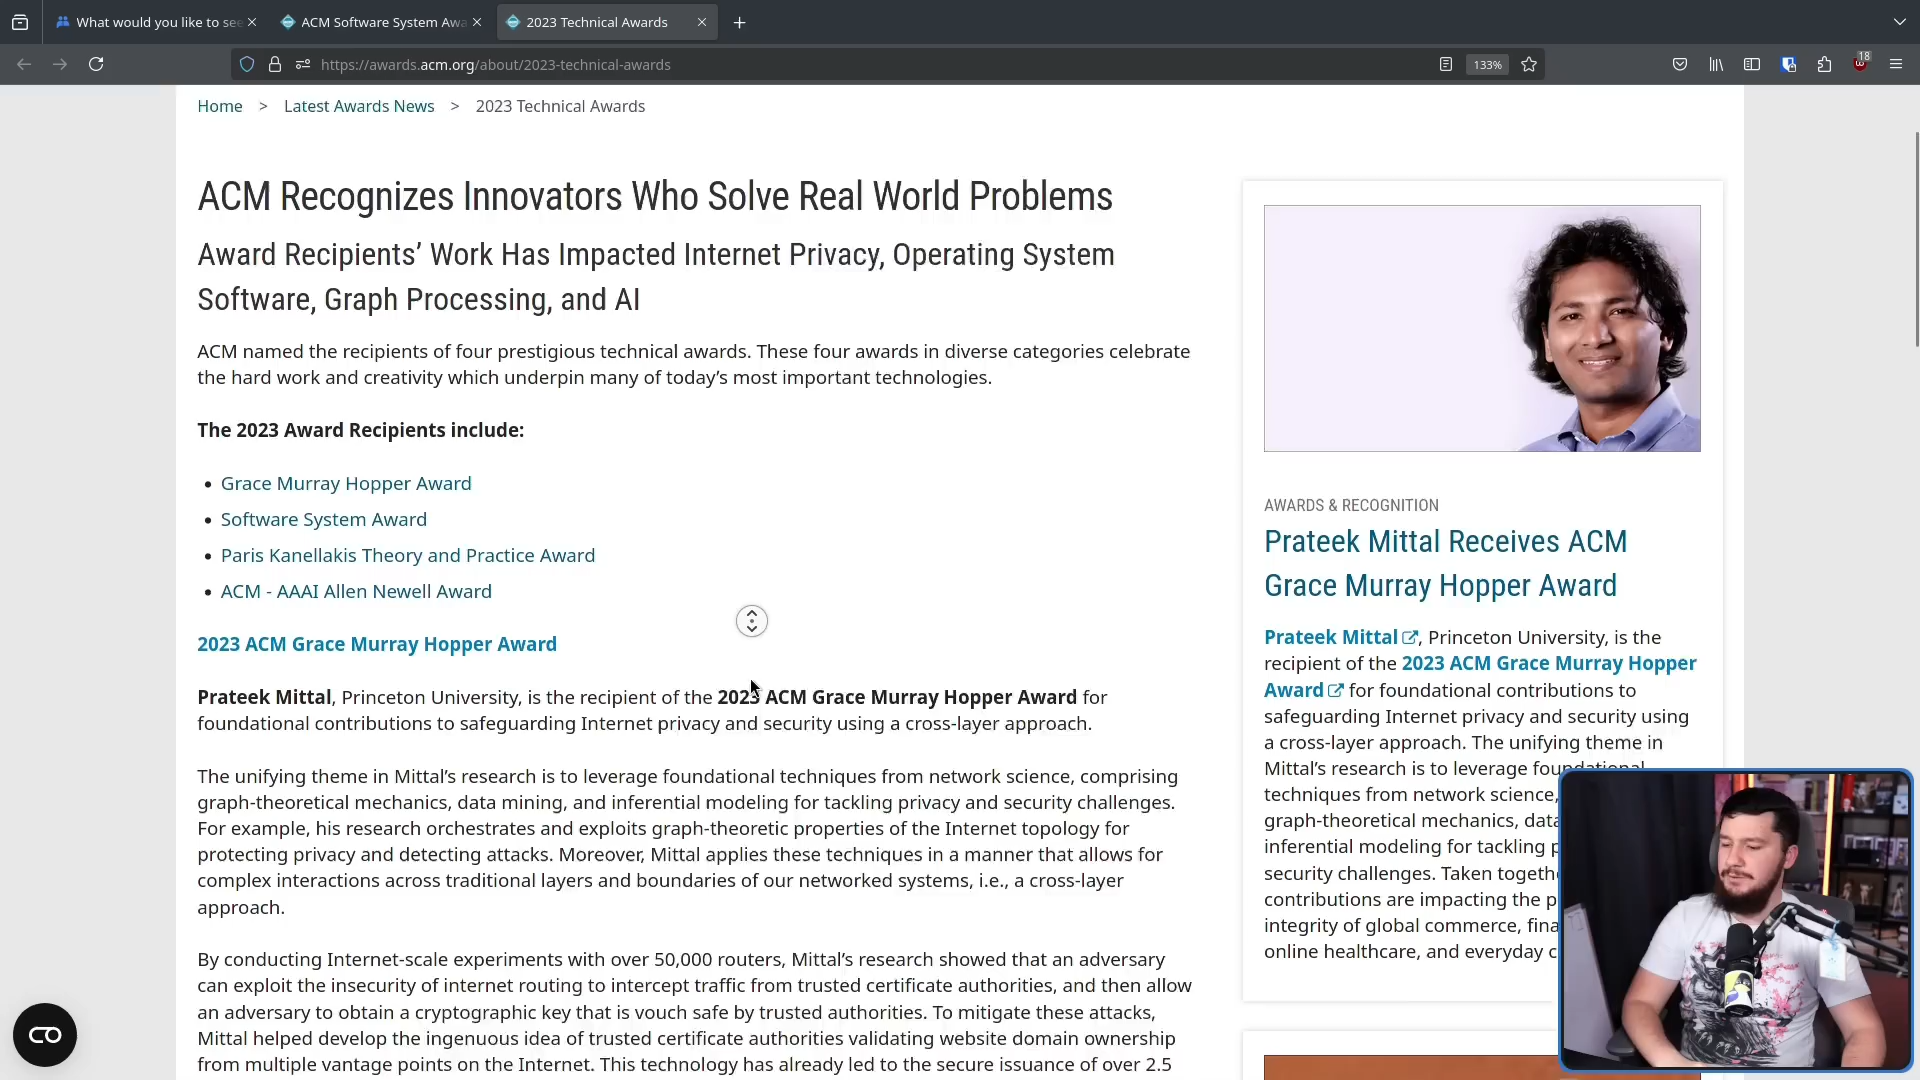 What would you like to se
ACM Software System Awa
2023 Technical Awards
https://awards.acm.org/about/2023-technical-awards
133%
18
Home > Latest Awards News > 2023 Technical Awards
ACM Recognizes Innovators Who Solve Real World Problems
Award Recipients’ Work Has Impacted Internet Privacy, Operating System
Software, Graph Processing, and AI
ACM named the recipients of four prestigious technical awards. These four awards in diverse categories celebrate
the hard work and creativity which underpin many of today’s most important technologies.
The 2023 Award Recipients include:
• Grace Murray Hopper Award
• Software System Award
• Paris Kanellakis Theory and Practice Award
• ACM - AAAI Allen Newell Award
2023 ACM Grace Murray Hopper Award
Prateek Mittal, Princeton University, is the recipient of the 2023 ACM Grace Murray Hopper Award for
foundational contributions to safeguarding Internet privacy and security using a cross-layer approach.
The unifying theme in Mittal’s research is to leverage foundational techniques from network science, comprising
graph-theoretical mechanics, data mining, and inferential modeling for tackling privacy and security challenges.
For example, his research orchestrates and exploits graph-theoretic properties of the Internet topology for
protecting privacy and detecting attacks. Moreover, Mittal applies these techniques in a manner that allows for
complex interactions across traditional layers and boundaries of our networked systems, i.e., a cross-layer
approach.
By conducting Internet-scale experiments with over 50,000 routers, Mittal’s research showed that an adversary
can exploit the insecurity of internet routing to intercept traffic from trusted certificate authorities, and then allow
an adversary to obtain a cryptographic key that is vouch safe by trusted authorities. To mitigate these attacks,
Mittal helped develop the ingenuous idea of trusted certificate authorities validating website domain ownership
from multiple vantage points on the Internet. This technology has already led to the secure issuance of over 2.5
AWARDS & RECOGNITION
Prateek Mittal Receives ACM
Grace Murray Hopper Award
Prateek Mittal, Princeton University, is the
recipient of the 2023 ACM Grace Murray Hopper
Award for foundational contributions to
safeguarding Internet privacy and security using
a cross-layer approach. The unifying theme in
Mittal’s research is to leverage foundational
techniques from network science,
graph-theoretical mechanics, data
inferential modeling for tackling p
security challenges. Taken togethe
contributions are impacting the p
integrity of global commerce, fina
online healthcare, and everyday c